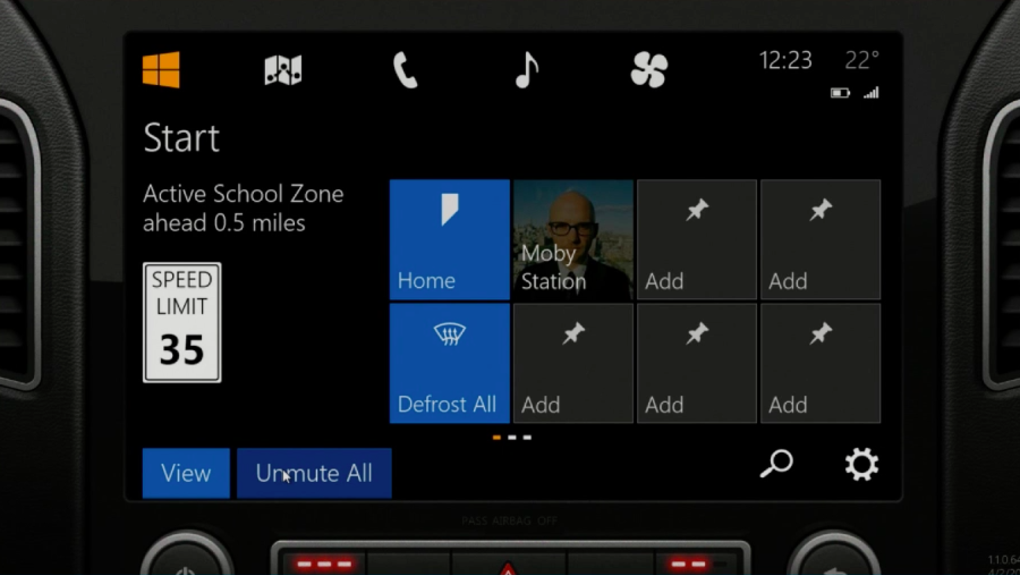 12:23 22°
Start
Active School Zone
ahead 0.5 miles
SPEED
LIMIT
35
Home
Moby
Station
Add
Add
Defrost All
Add
Add
Add
View
Unmute All
PASS AIRBAG OFF